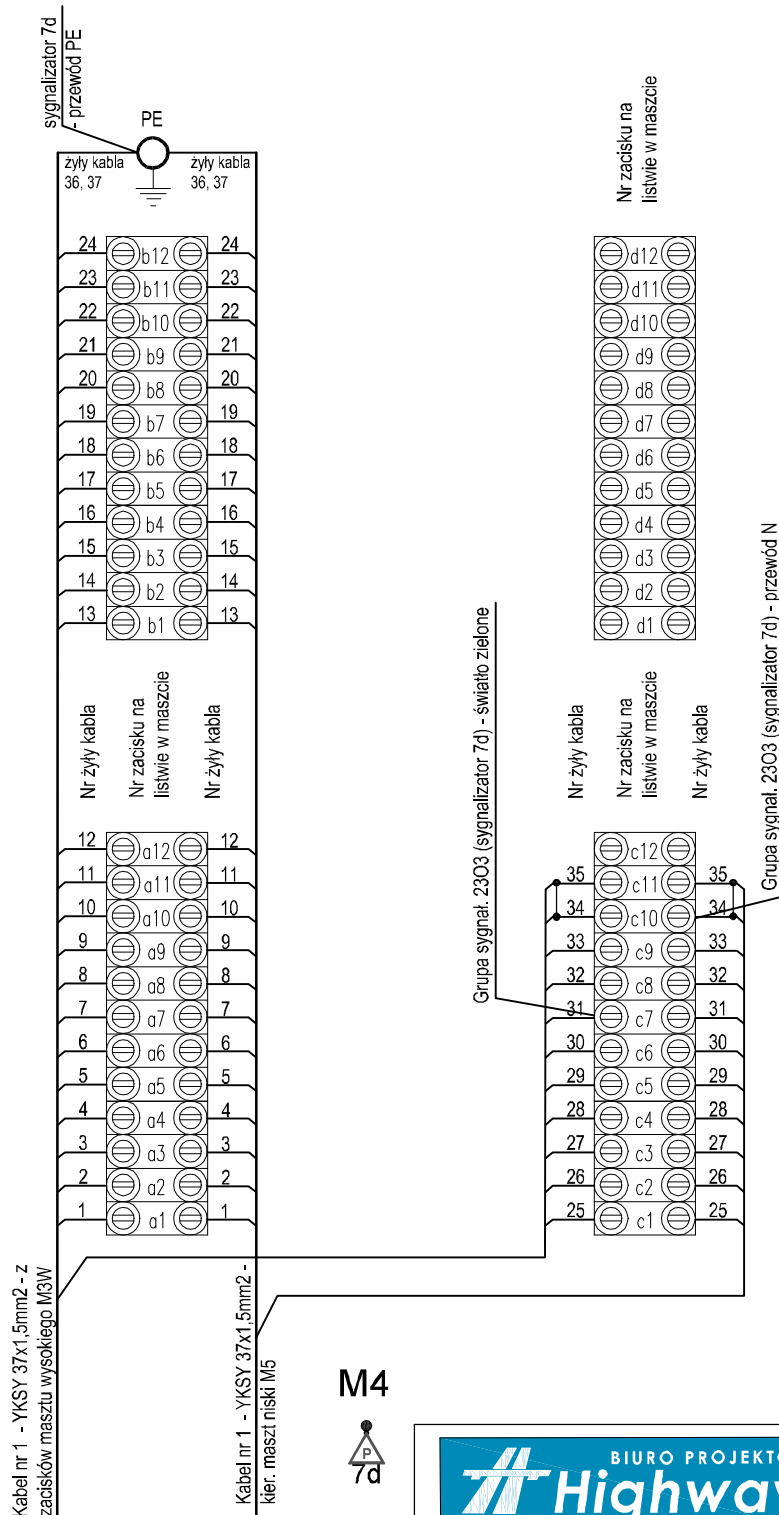 sygnalizator 7d
- przewód PE
PE
żyły kabla
36, 37
żyły kabla
36, 37
24 b12 24
23 b11 23
22 b10 22
21 b9 21
20 b8 20
19 b7 19
18 b6 18
17 b5 17
16 b4 16
15 b3 15
14 b2 14
13 b1 13
Nr żyły kabla
Nr zacisku na
listwie w maszcie
Nr żyły kabla
12 a12 12
11 a11 11
10 a10 10
9 a9 9
8 a8 8
7 a7 7
6 a6 6
5 a5 5
4 a4 4
3 a3 3
2 a2 2
1 a1 1
Kabel nr 1 - YKSY 37x1,5mm2 - z
zacisków masztu wysokiego M3W
Kabel nr 1 - YKSY 37x1,5mm2 -
kier. maszt niski M5
Nr zacisku na
listwie w maszcie
d12
d11
d10
d9
d8
d7
d6
d5
d4
d3
d2
d1
Grupa sygnał. 23O3 (sygnalizator 7d) - światło zielone
Nr żyły kabla
Nr zacisku na
listwie w maszcie
Nr żyły kabla
Grupa sygnał. 23O3 (sygnalizator 7d) - przewód N
c12
35 c11 35
34 c10 34
33 c9 33
32 c8 32
31 c7 31
30 c6 30
29 c5 29
28 c4 28
27 c3 27
26 c2 26
25 c1 25
M4
P
7d
BIURO PROJEKTO
Highway